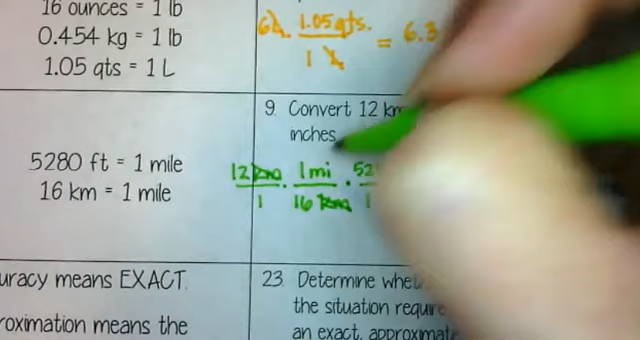 16 ounces = 1 lb
0.454 kg = 1 lb
1.05 qts = 1 L
6L · 1.05 qts. / 1 L = 6.3
9. Convert 12 km
inches
5280 ft = 1 mile
16 km = 1 mile
12 km / 1 · 1 mi / 16 km · 52 / 1
uracy means EXACT.
roximation means the
23. Determine whe
the situation require
an exact, approximat